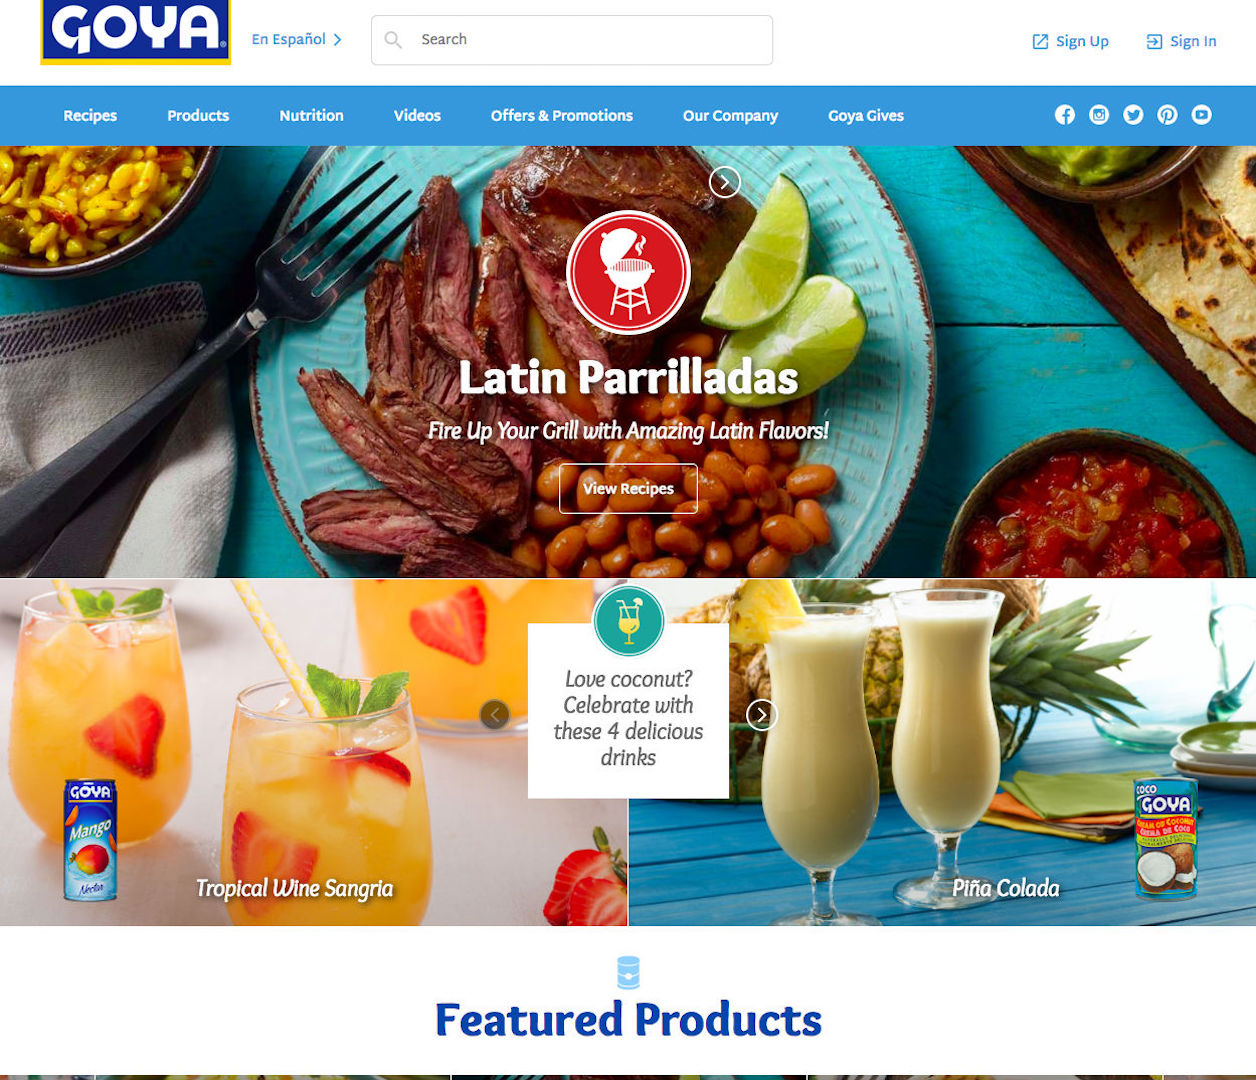 GOYA
En Español
Search
Sign Up
Sign In
Recipes
Products
Nutrition
Videos
Offers & Promotions
Our Company
Goya Gives
Latin Parrilladas
Fire Up Your Grill with Amazing Latin Flavors!
View Recipes
Love coconut?
Celebrate with
these 4 delicious
drinks
GOYA
Mango
Nectar
Tropical Wine Sangria
COCO
GOYA
CREAM OF COCONUT
CREMA DE COCO
Piña Colada
Featured Products